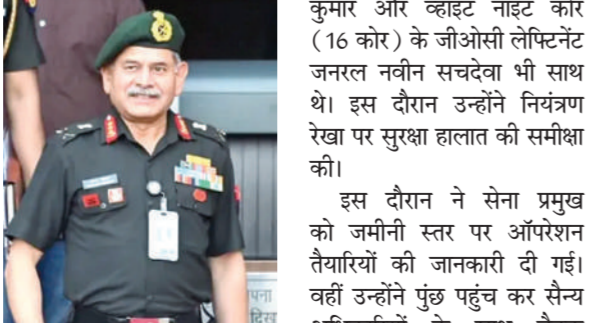 कुमार और व्हाइट नाइट कोर
(16 कोर) के जीओसी लेफ्टिनेंट
जनरल नवीन सचदेवा भी साथ
थे। इस दौरान उन्होंने नियंत्रण
रेखा पर सुरक्षा हालात की समीक्षा
की।
इस दौरान ने सेना प्रमुख
को जमीनी स्तर पर ऑपरेशन
तैयारियों की जानकारी दी गई।
वहीं उन्होंने पुंछ पहुंच कर सैन्य